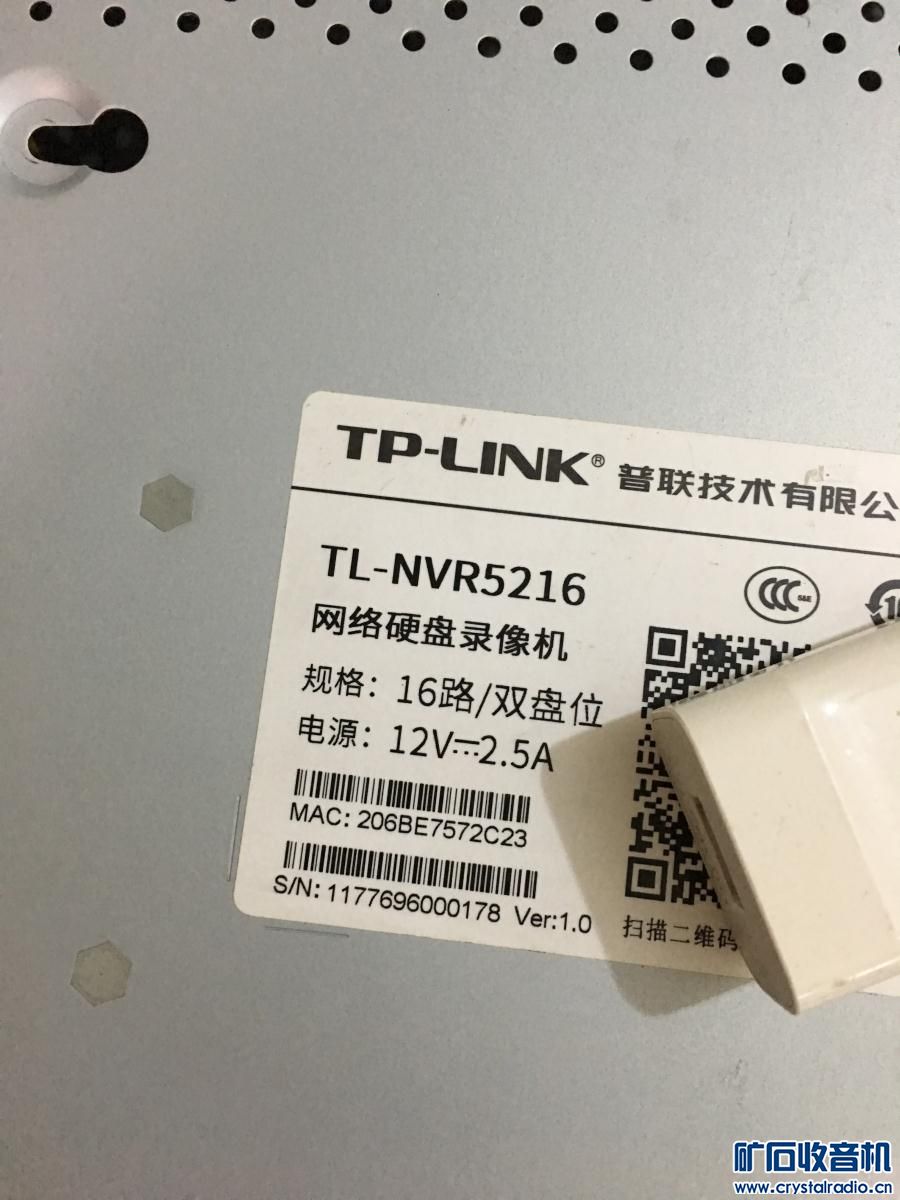 TP-LINK® 普联技术有限公
TL-NVR5216
网络硬盘录像机
规格：16路/双盘位
电源：12V⎓2.5A
MAC: 206BE7572C23
S/N: 1177696000178 Ver:1.0
CCC S&E
10
扫描二维码
矿石收音机
www.crystalradio.cn